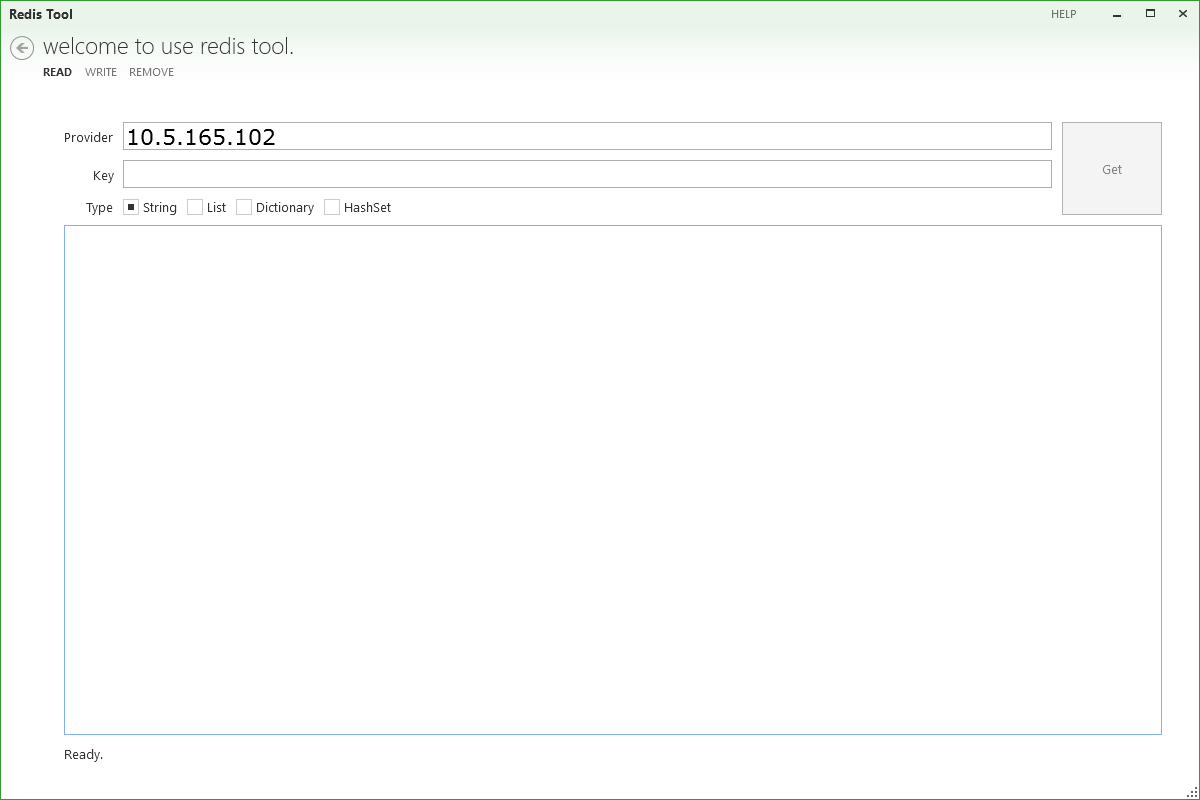 Redis Tool HELP
welcome to use redis tool.
READ WRITE REMOVE
Provider 10.5.165.102
Get
Key
Type String List Dictionary HashSet
Ready.